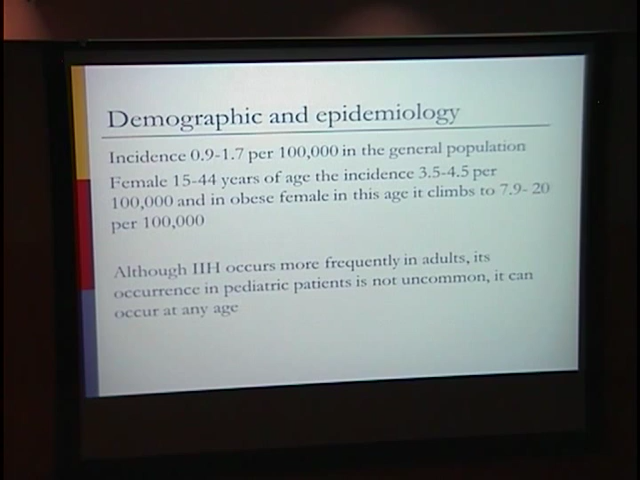 Demographic and epidemiology
Incidence 0.9-1.7 per 100,000 in the general population
Female 15-44 years of age the incidence 3.5-4.5 per
100,000 and in obese female in this age it climbs to 7.9- 20
per 100,000
Although IIH occurs more frequently in adults, its
occurrence in pediatric patients is not uncommon, it can
occur at any age